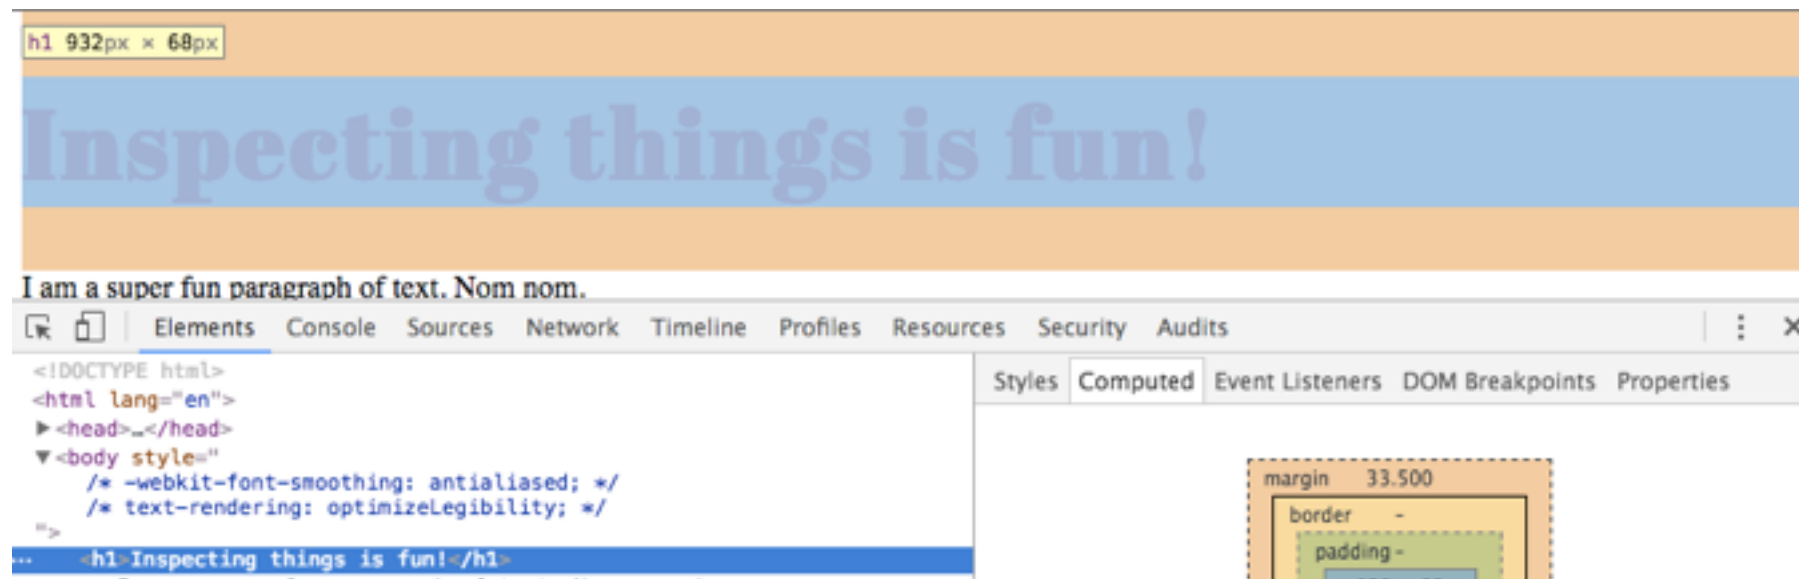 h1 932px × 68px
Inspecting things is fun!
I am a super fun paragraph of text. Nom nom.
Elements Console Sources Network Timeline Profiles Resources Security Audits
<!DOCTYPE html>
<html lang="en">
▶<head>…</head>
▼<body style="
/* -webkit-font-smoothing: antialiased; */
/* text-rendering: optimizeLegibility; */
">
<h1>Inspecting things is fun!</h1>
Styles Computed Event Listeners DOM Breakpoints Properties
margin 33.500
border -
padding -